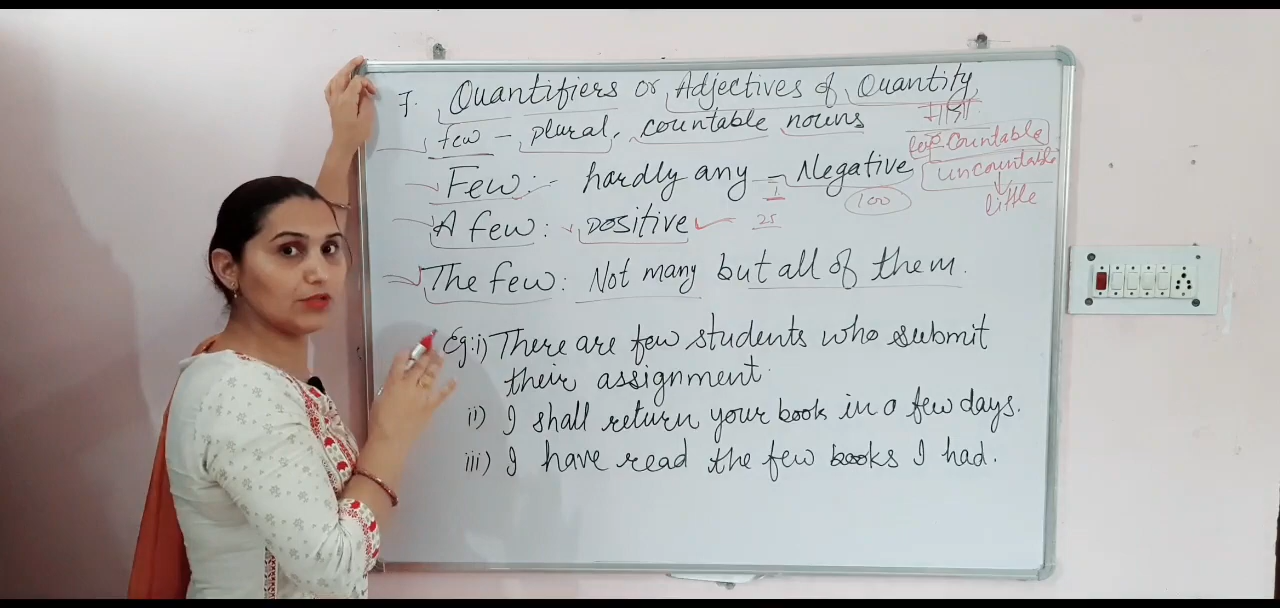 7. Quantifiers or Adjectives of Quantity
few - plural, countable nouns
Few :- hardly any - Negative
A few : positive ✓
The few : Not many but all of them.
Eg:i) There are few students who submit
their assignment.
ii) I shall return your book in a few days.
iii) I have read the few books I had.
few Countable
uncountable
↓
little
1
100
25